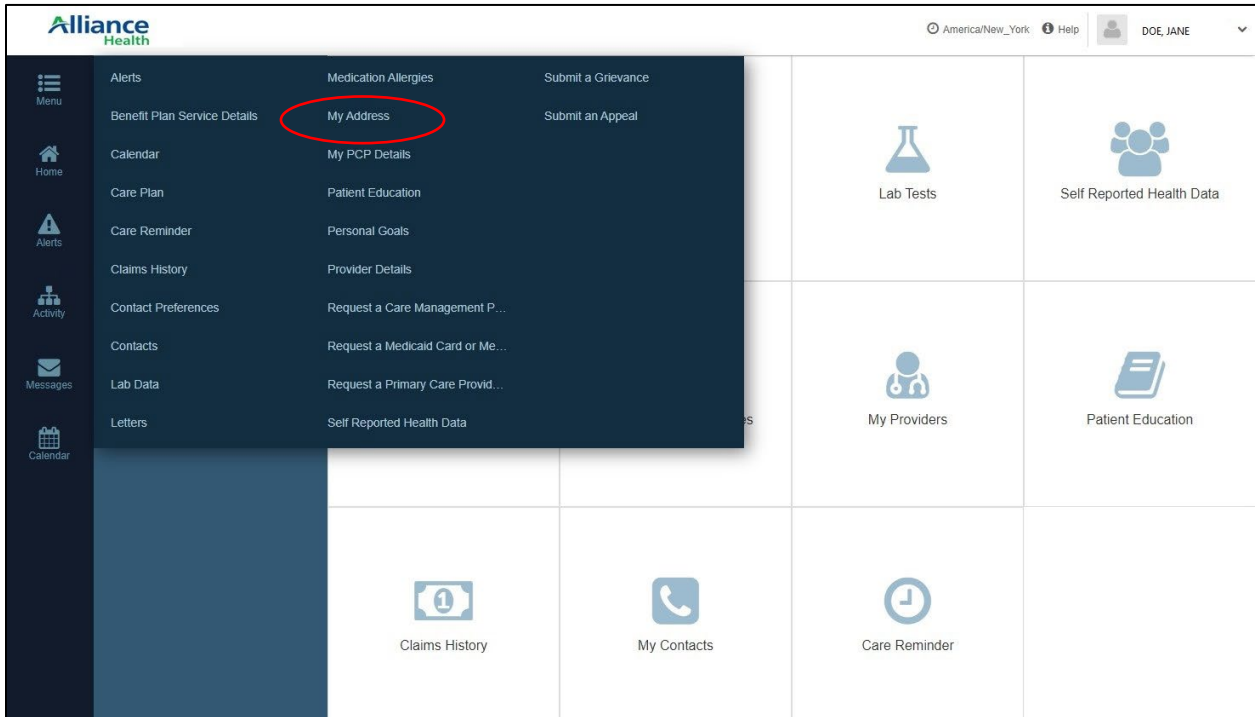 Alliance
Health
America/New_York Help DOE, JANE
Menu
Home
Alerts
Activity
Messages
Calendar
Alerts
Benefit Plan Service Details
Calendar
Care Plan
Care Reminder
Claims History
Contact Preferences
Contacts
Lab Data
Letters
Medication Allergies
My Address
My PCP Details
Patient Education
Personal Goals
Provider Details
Request a Care Management P...
Request a Medicaid Card or Me...
Request a Primary Care Provid...
Self Reported Health Data
Submit a Grievance
Submit an Appeal
Lab Tests
Self Reported Health Data
My Providers
Patient Education
1
Claims History
My Contacts
Care Reminder